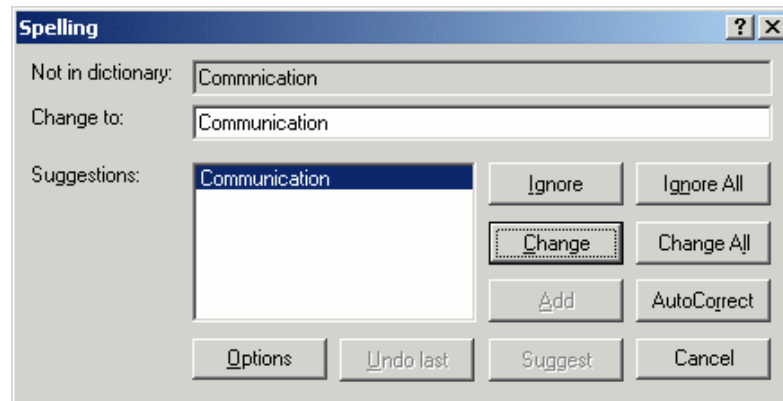 Spelling
Not in dictionary: Commnication
Change to: Communication
Suggestions: Communication
Ignore Ignore All
Change Change All
Add AutoCorrect
Options Undo last Suggest Cancel